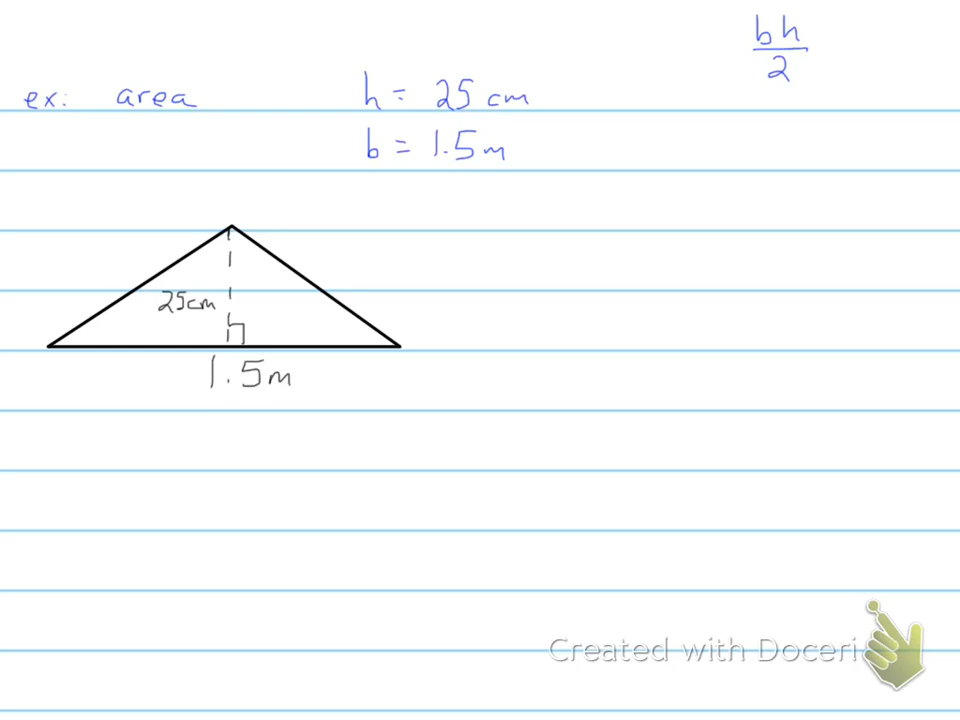 bh
2
ex: area
h = 25 cm
b = 1.5 m
25cm
1.5m
Created with Doceri